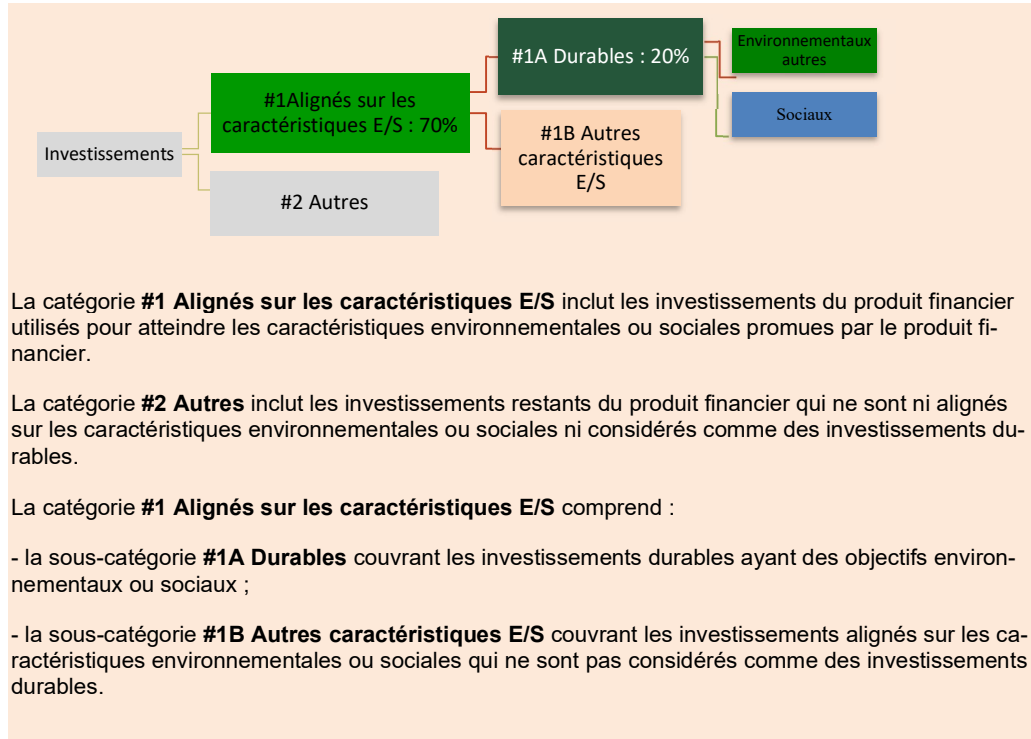 Investissements
#1Alignés sur les
caractéristiques E/S : 70%
#2 Autres
#1A Durables : 20%
#1B Autres
caractéristiques
E/S
Environnementaux
autres
Sociaux
La catégorie #1 Alignés sur les caractéristiques E/S inclut les investissements du produit financier
utilisés pour atteindre les caractéristiques environnementales ou sociales promues par le produit fi-
nancier.
La catégorie #2 Autres inclut les investissements restants du produit financier qui ne sont ni alignés
sur les caractéristiques environnementales ou sociales ni considérés comme des investissements du-
rables.
La catégorie #1 Alignés sur les caractéristiques E/S comprend :
- la sous-catégorie #1A Durables couvrant les investissements durables ayant des objectifs environ-
nementaux ou sociaux ;
- la sous-catégorie #1B Autres caractéristiques E/S couvrant les investissements alignés sur les ca-
ractéristiques environnementales ou sociales qui ne sont pas considérés comme des investissements
durables.